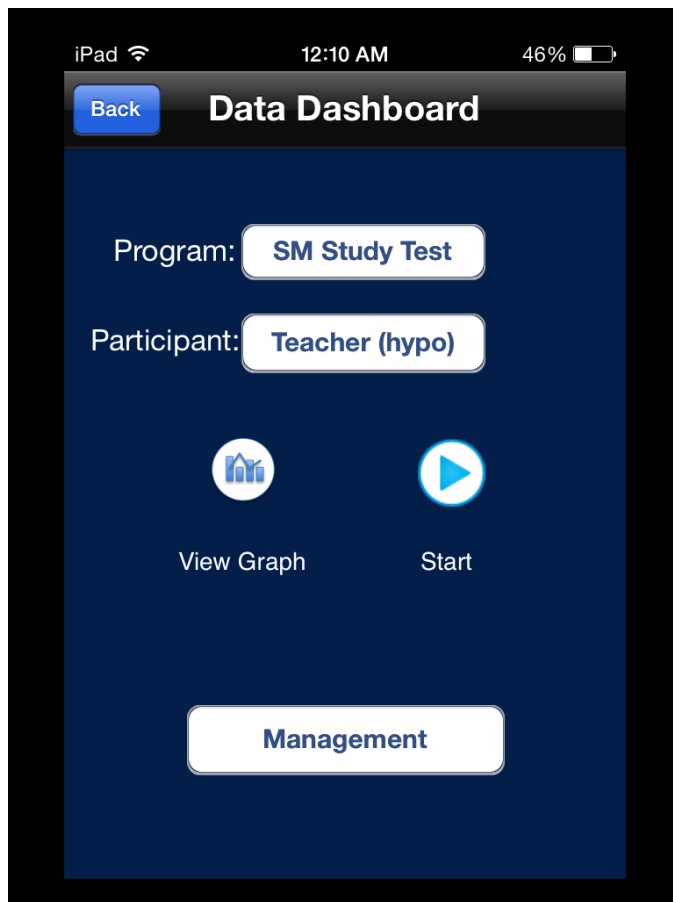 iPad 12:10 AM 46%
Back Data Dashboard
Program: SM Study Test
Participant: Teacher (hypo)
View Graph Start
Management